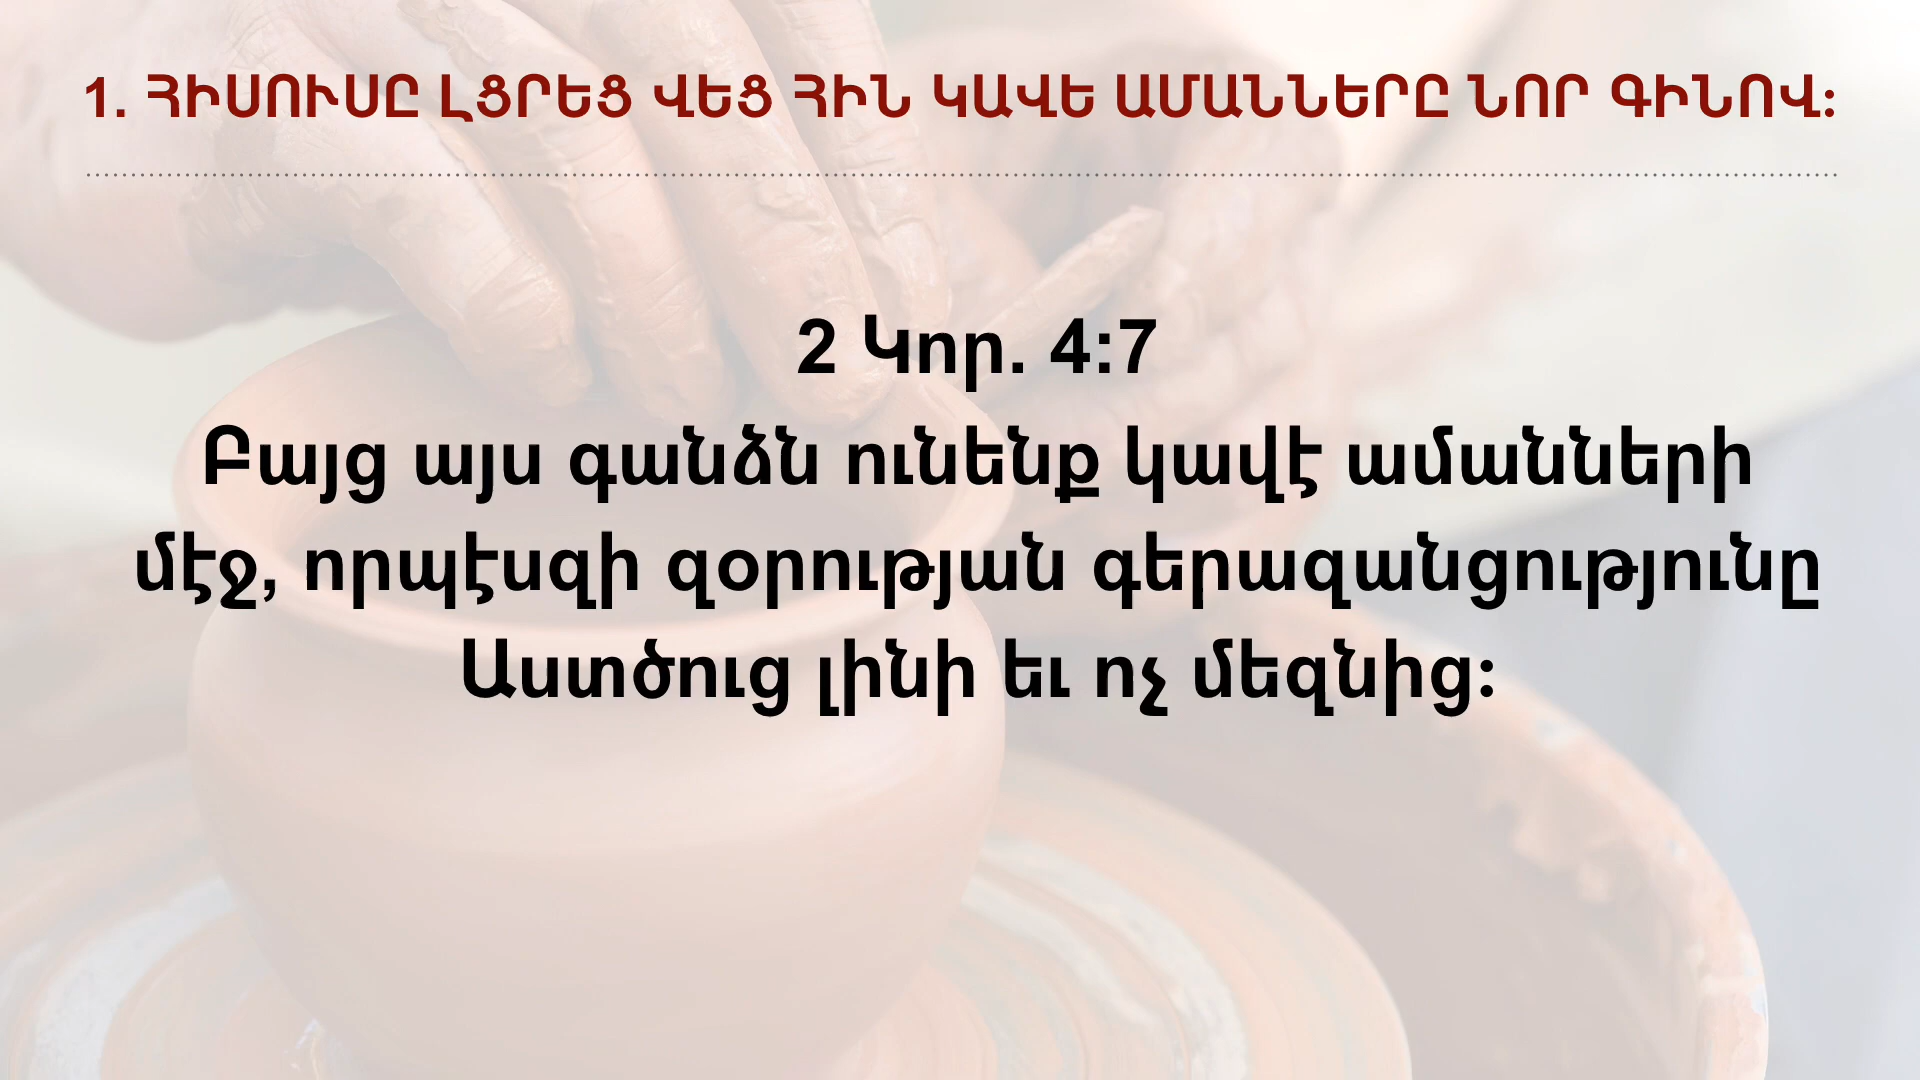 1. ՀԻՍՈՒՍԸ ԼՑՐԵՑ ՎԵՑ ՀԻՆ ԿԱՎԵ ԱՄԱՆՆԵՐԸ ՆՈՐ ԳԻՆՈՎ։
2 Կոր. 4:7
Բայց այս գանձն ունենք կավէ ամանների
մէջ, որպէսզի զօրության գերազանցությունը
Աստծուց լինի եւ ոչ մեզնից։